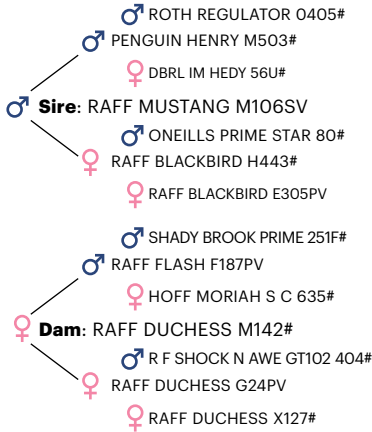 ROTH REGULATOR 0405#
PENGUIN HENRY M503#
DBRL IM HEDY 56U#
Sire: RAFF MUSTANG M106SV
ONEILLS PRIME STAR 80#
RAFF BLACKBIRD H443#
RAFF BLACKBIRD E305PV
SHADY BROOK PRIME 251F#
RAFF FLASH F187PV
HOFF MORIAH S C 635#
Dam: RAFF DUCHESS M142#
R F SHOCK N AWE GT102 404#
RAFF DUCHESS G24PV
RAFF DUCHESS X127#